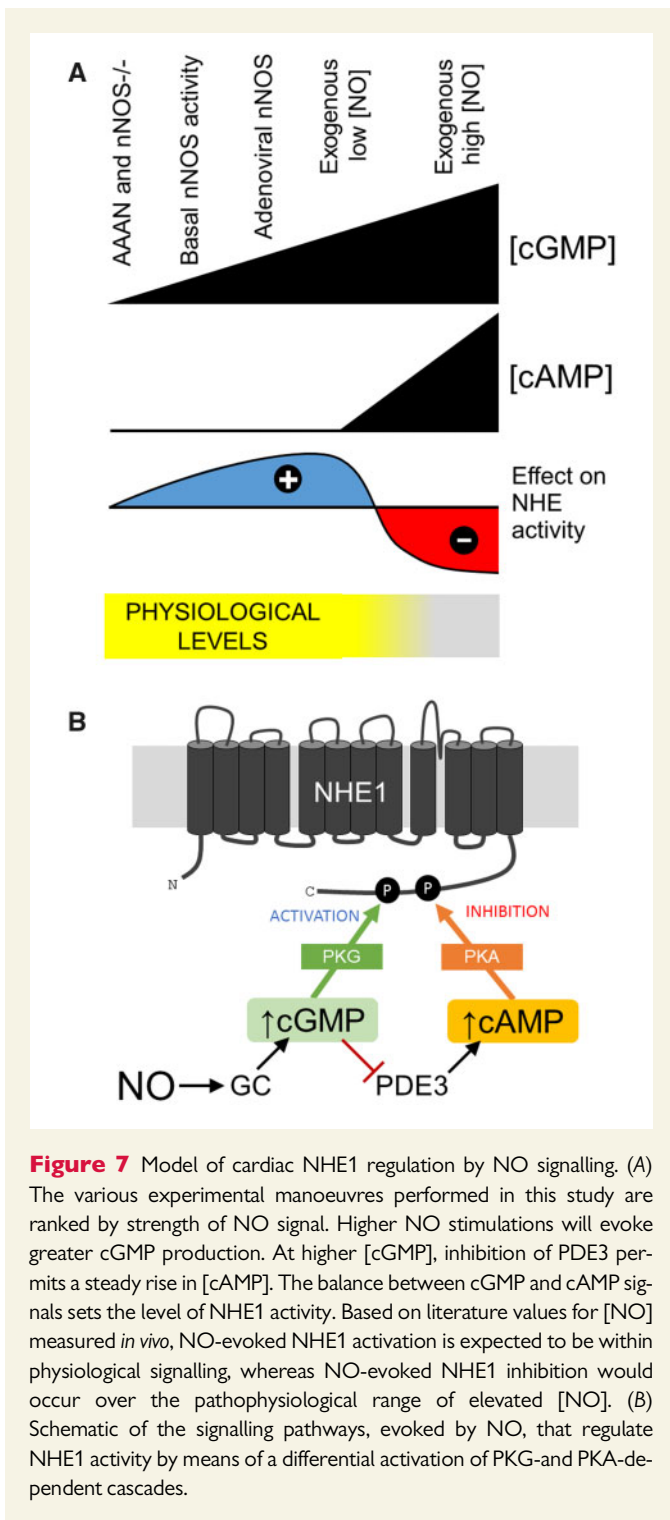 A
AAAN and nNOS-/-
Basal nNOS activity
Adenoviral nNOS
Exogenous
low [NO]
Exogenous
high [NO]
[cGMP]
[cAMP]
+
Effect on
NHE
activity
−
PHYSIOLOGICAL
LEVELS
B
NHE1
N
C
P
P
ACTIVATION
INHIBITION
PKG
PKA
↑cGMP
↑cAMP
NO
GC
PDE3
Figure 7 Model of cardiac NHE1 regulation by NO signalling. (A)
The various experimental manoeuvres performed in this study are
ranked by strength of NO signal. Higher NO stimulations will evoke
greater cGMP production. At higher [cGMP], inhibition of PDE3 per-
mits a steady rise in [cAMP]. The balance between cGMP and cAMP sig-
nals sets the level of NHE1 activity. Based on literature values for [NO]
measured in vivo, NO-evoked NHE1 activation is expected to be within
physiological signalling, whereas NO-evoked NHE1 inhibition would
occur over the pathophysiological range of elevated [NO]. (B)
Schematic of the signalling pathways, evoked by NO, that regulate
NHE1 activity by means of a differential activation of PKG-and PKA-de-
pendent cascades.